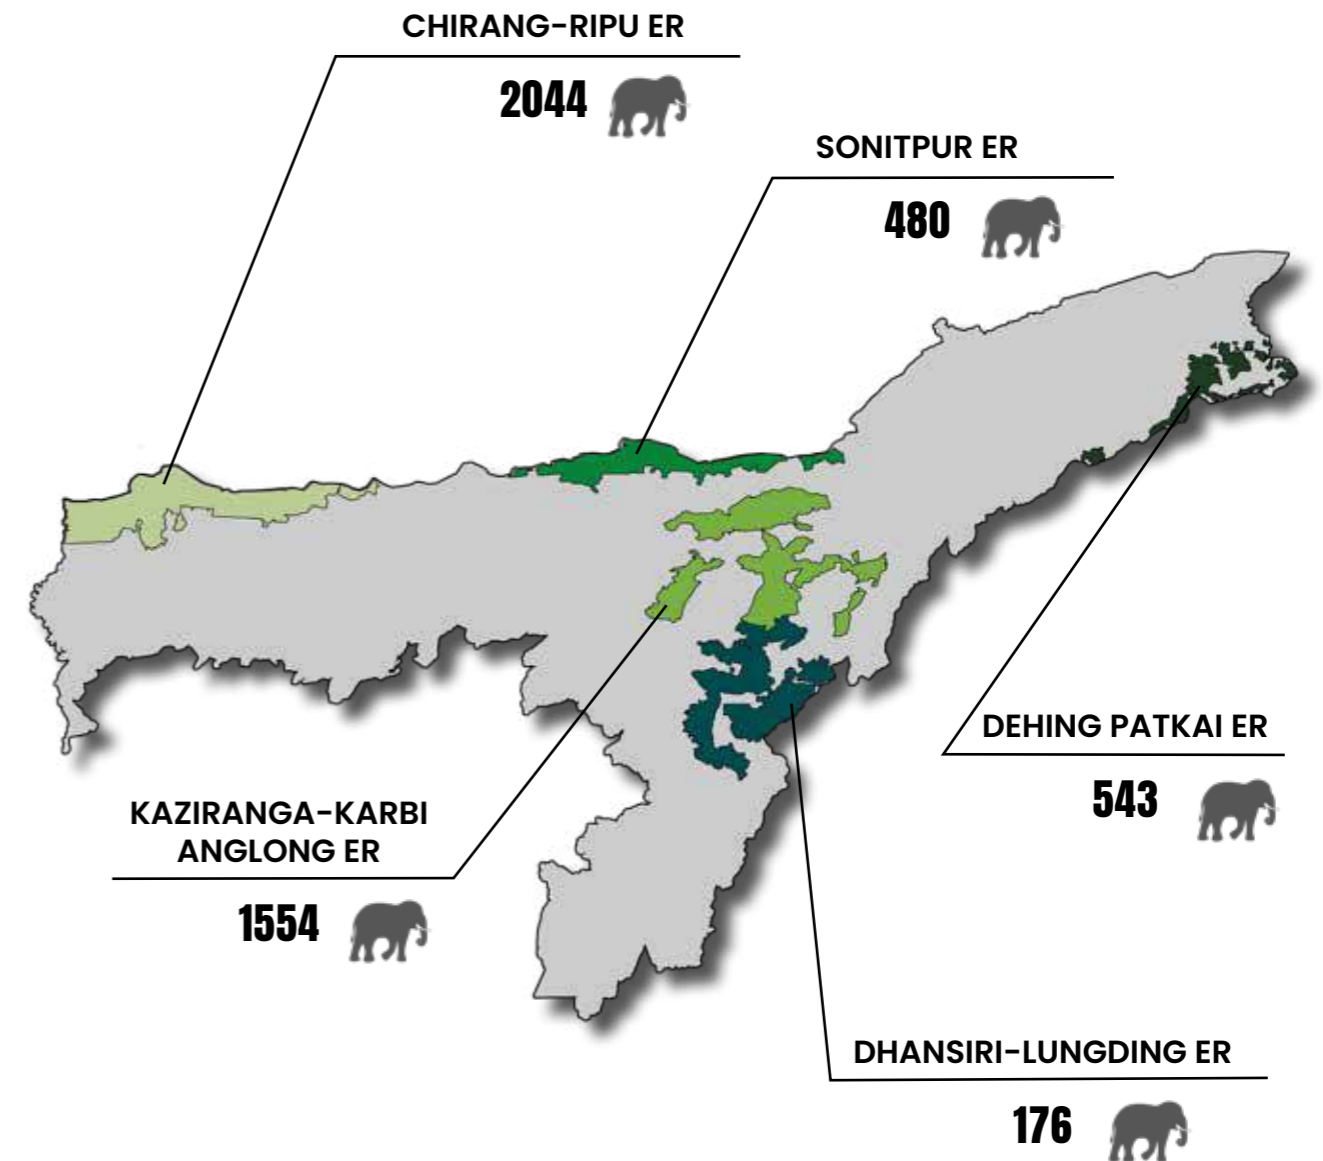 CHIRANG-RIPU ER
2044
SONITPUR ER
480
DEHING PATKAI ER
543
KAZIRANGA-KARBI
ANGLONG ER
1554
DHANSIRI-LUNGDING ER
176